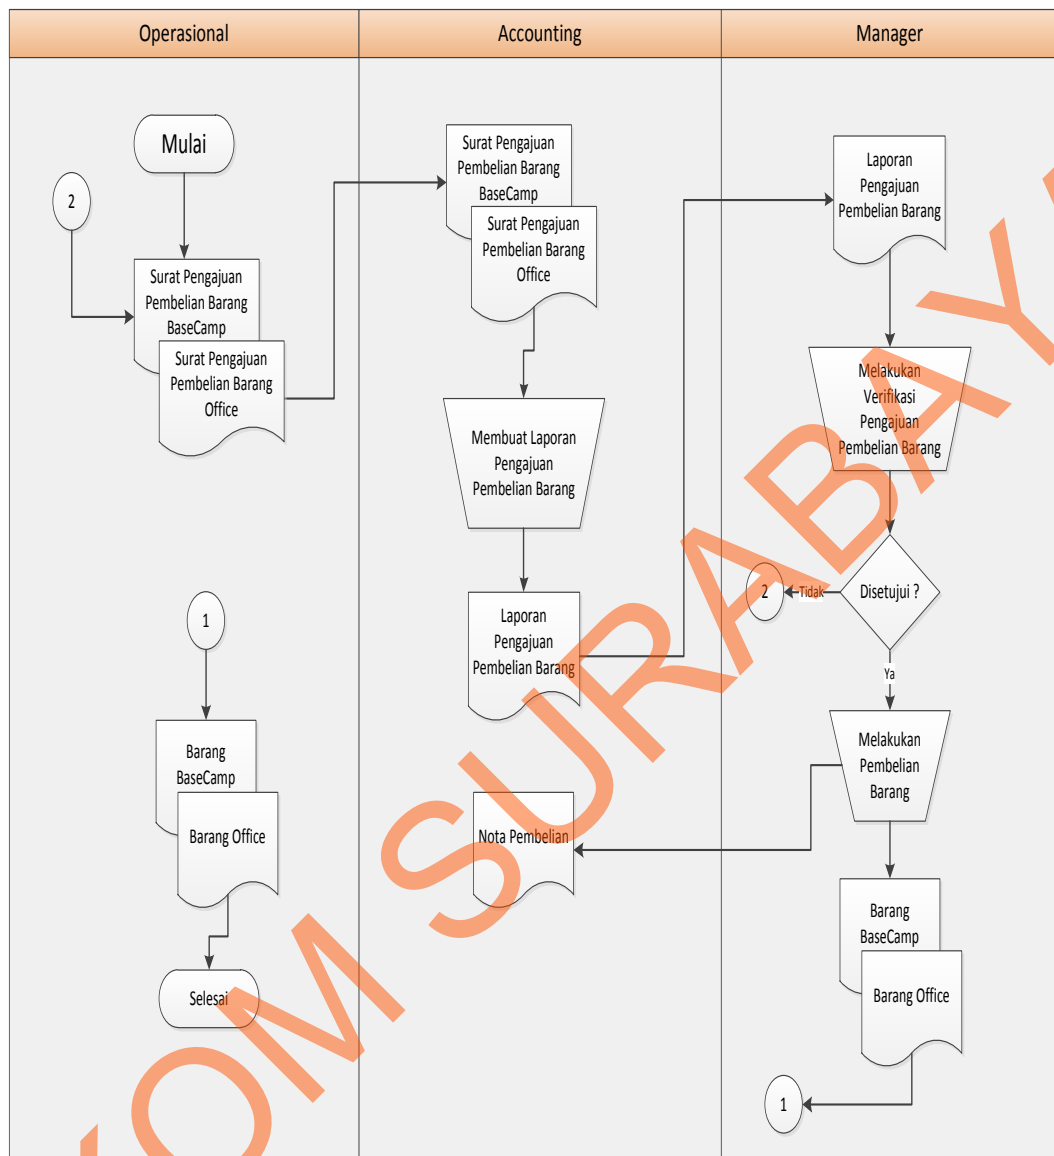 Operasional
Accounting
Manager
Mulai
2
Surat Pengajuan
Pembelian Barang
BaseCamp
Surat Pengajuan
Pembelian Barang
Office
1
Barang
BaseCamp
Barang Office
Selesai
Surat Pengajuan
Pembelian Barang
BaseCamp
Surat Pengajuan
Pembelian Barang
Office
Membuat Laporan
Pengajuan
Pembelian Barang
Laporan
Pengajuan
Pembelian Barang
Nota Pembelian
Laporan
Pengajuan
Pembelian Barang
Melakukan
Verifikasi
Pengajuan
Pembelian Barang
Disetujui ?
Tidak
2
Ya
Melakukan
Pembelian
Barang
Barang
BaseCamp
Barang Office
1
OM SURABAYA